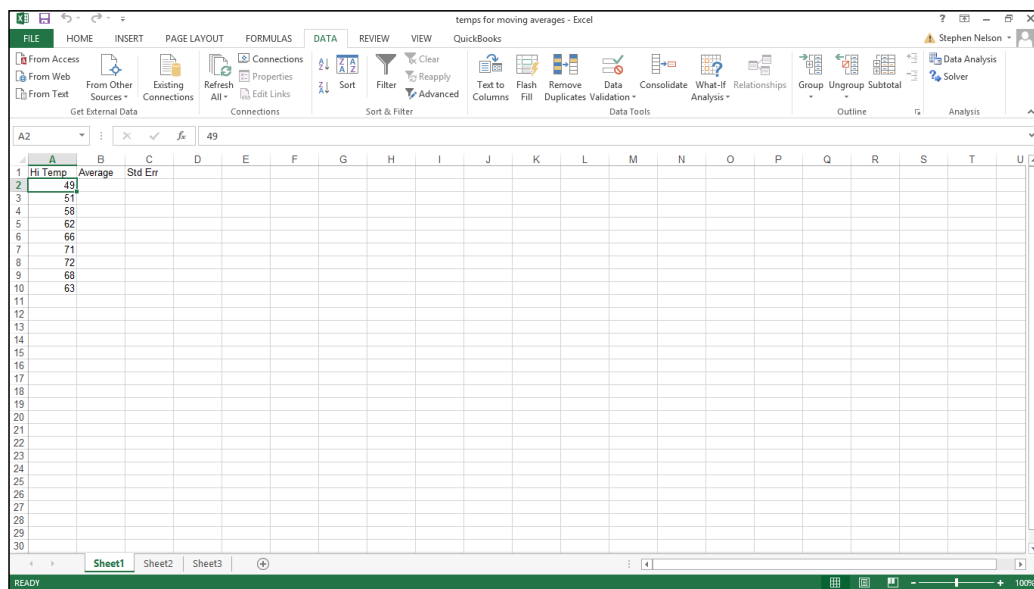 temps for moving averages - Excel
FILE HOME INSERT PAGE LAYOUT FORMULAS DATA REVIEW VIEW QuickBooks Stephen Nelson
From Access
From Web
From Text
From Other Sources
Existing Connections
Get External Data
Refresh All
Connections
Properties
Edit Links
Connections
Sort
Filter
Clear
Reapply
Advanced
Sort & Filter
Text to Columns
Flash Fill
Remove Duplicates
Data Validation
Consolidate
What-If Analysis
Relationships
Data Tools
Group
Ungroup
Subtotal
Outline
Data Analysis
Solver
Analysis
A2 fx 49
A B C D E F G H I J K L M N O P Q R S T U
1 Hi Temp Average Std Err
2 49
3 51
4 58
5 62
6 66
7 71
8 72
9 68
10 63
11
12
13
14
15
16
17
18
19
20
21
22
23
24
25
26
27
28
29
30
Sheet1 Sheet2 Sheet3
READY 100%